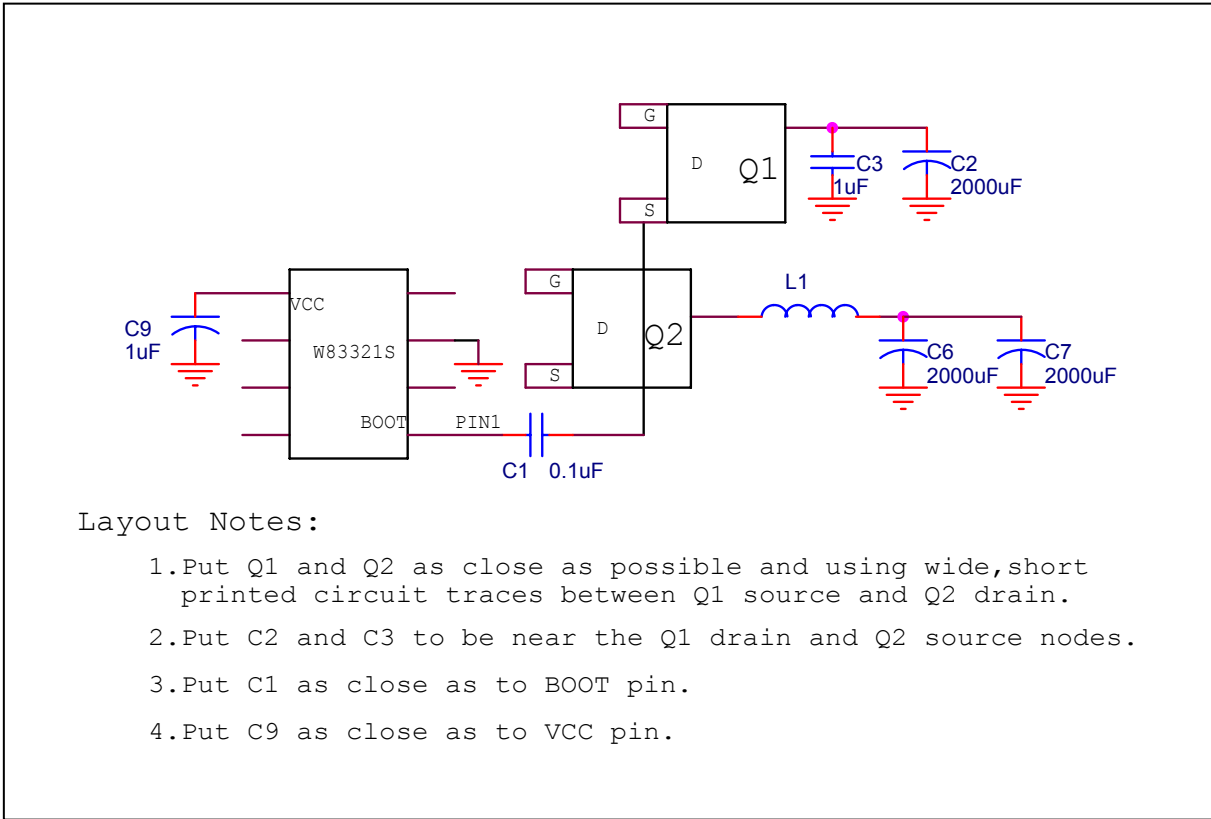 G
D
Q1
S
C3
1uF
C2
2000uF
G
D
Q2
S
L1
C6
2000uF
C7
2000uF
VCC
C9
1uF
W83321S
BOOT
PIN1
C1 0.1uF
Layout Notes:
1.Put Q1 and Q2 as close as possible and using wide,short
printed circuit traces between Q1 source and Q2 drain.
2.Put C2 and C3 to be near the Q1 drain and Q2 source nodes.
3.Put C1 as close as to BOOT pin.
4.Put C9 as close as to VCC pin.